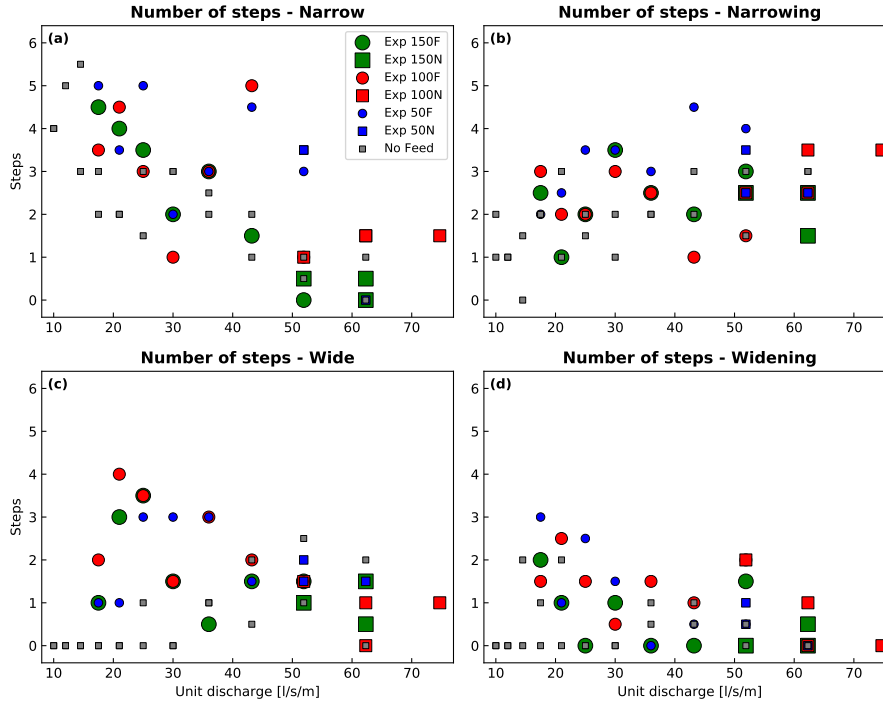 Number of steps - Narrow
Number of steps - Narrowing
(a)
Exp 150F
Exp 150N
Exp 100F
Exp 100N
Exp 50F
Exp 50N
No Feed
(b)
6
5
4
3
2
1
0
Steps
10 20 30 40 50 60 70
6
5
4
3
2
1
0
10 20 30 40 50 60 70
Number of steps - Wide
Number of steps - Widening
(c)
(d)
6
5
4
3
2
1
0
Steps
10 20 30 40 50 60 70
Unit discharge [l/s/m]
6
5
4
3
2
1
0
10 20 30 40 50 60 70
Unit discharge [l/s/m]